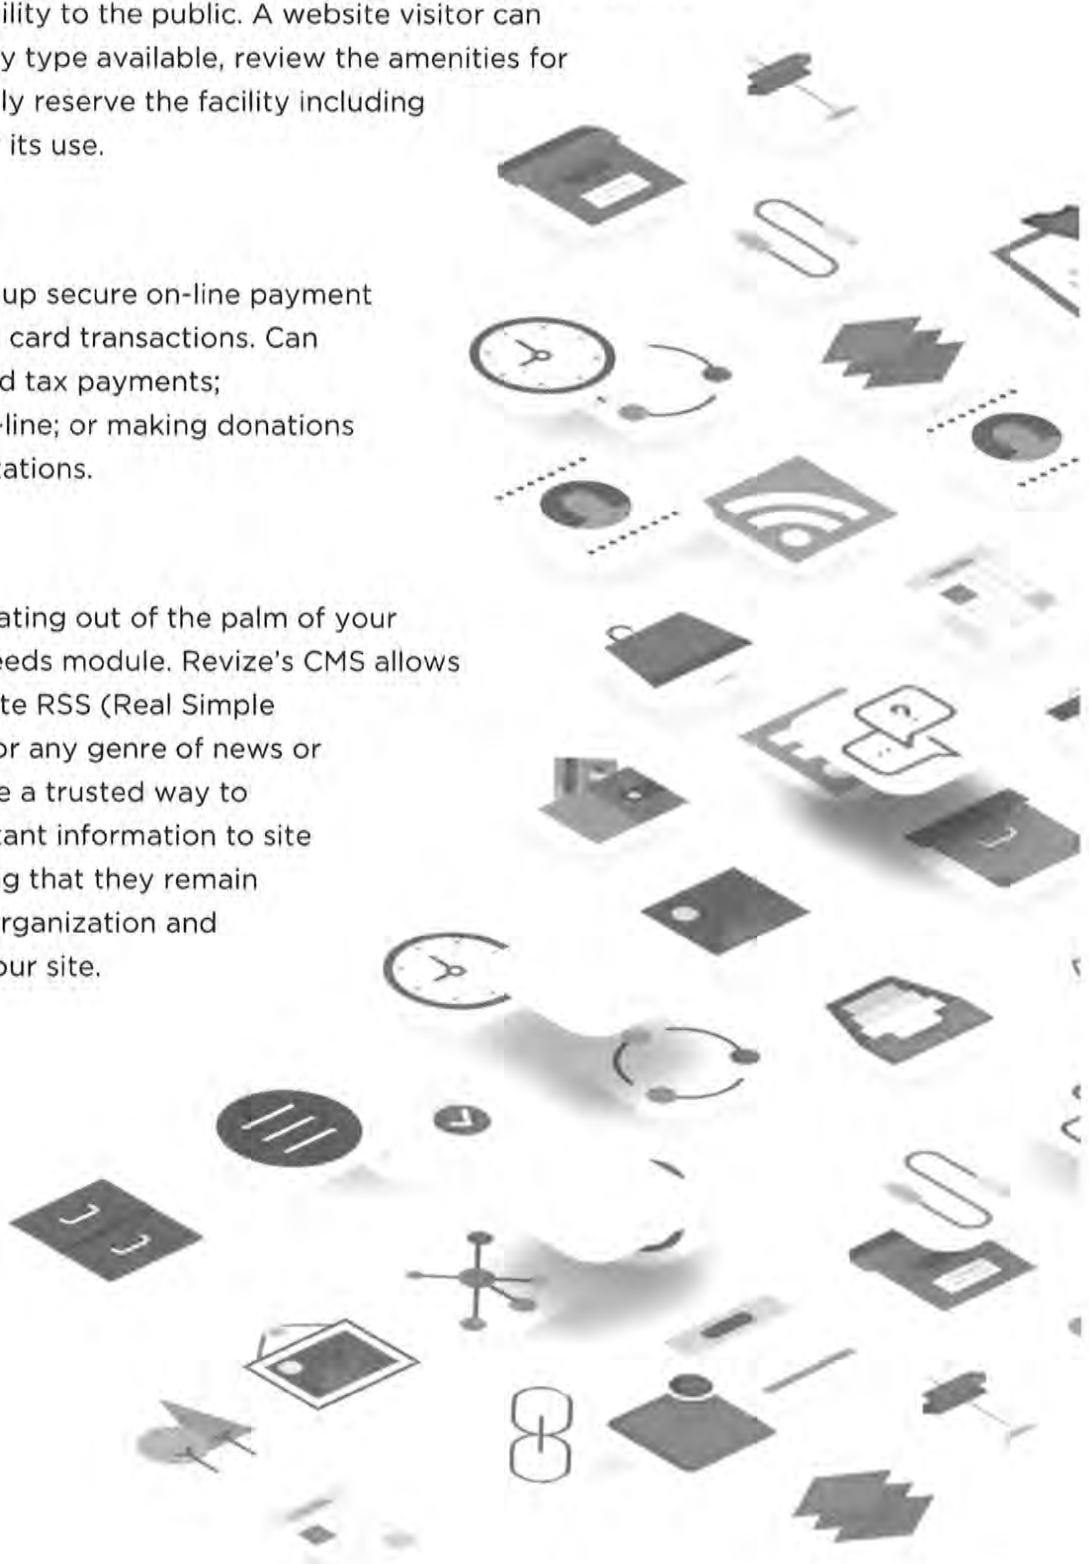 ility to the public. A website visitor can
y type available, review the amenities for
ly reserve the facility including
its use.
up secure on-line payment
card transactions. Can
d tax payments;
-line; or making donations
ations.
ating out of the palm of your
eeds module. Revize's CMS allows
te RSS (Real Simple
or any genre of news or
e a trusted way to
tant information to site
g that they remain
rganization and
our site.